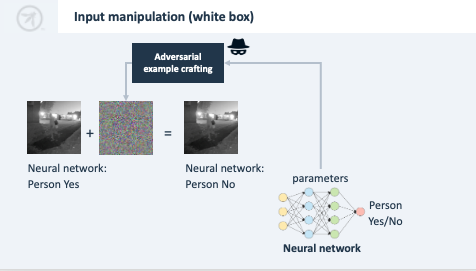 Input manipulation (white box)
Adversarial
example crafting
+
=
Neural network:
Person Yes
Neural network:
Person No
parameters
Person
Yes/No
Neural network